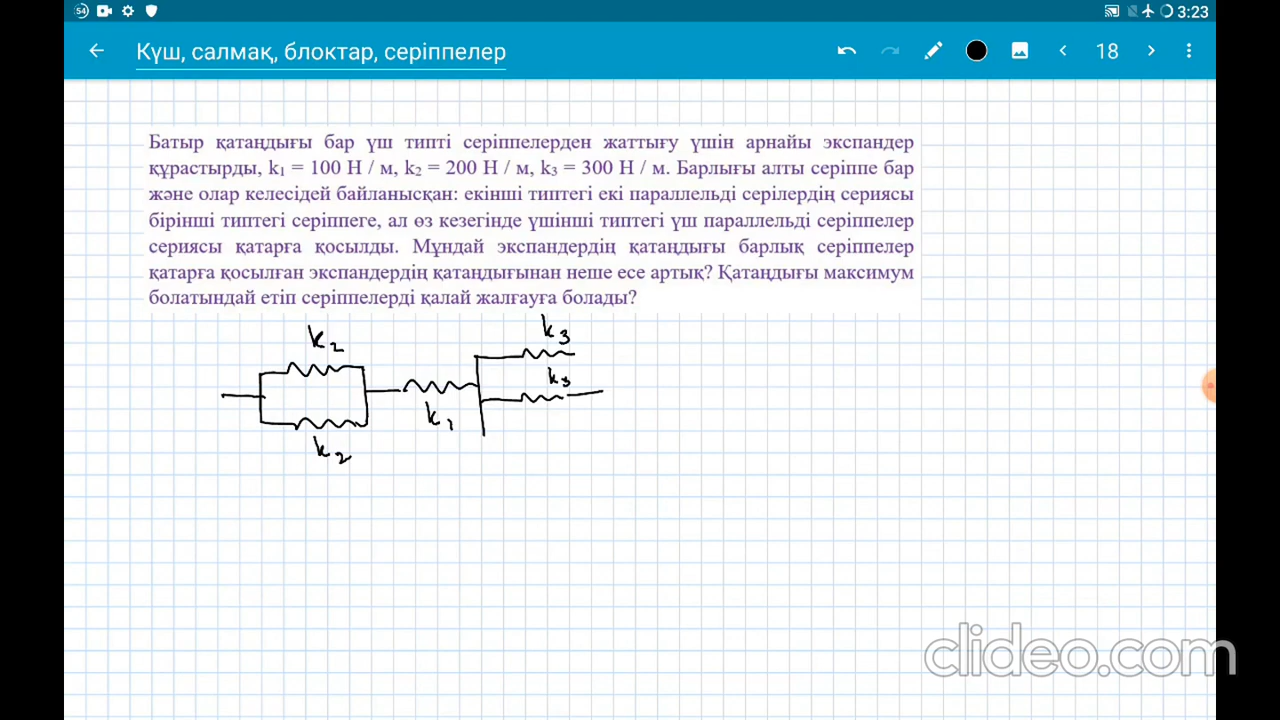 54
3:23
Күш, салмақ, блоктар, серіппелер
18
Батыр қатаңдығы бар үш типті серіппелерден жаттығу үшін арнайы экспандер
құрастырды, k₁ = 100 Н / м, k₂ = 200 Н / м, k₃ = 300 Н / м. Барлығы алты серіппе бар
және олар келесідей байланысқан: екінші типтегі екі параллельді серілердің сериясы
бірінші типтегі серіппеге, ал өз кезегінде үшінші типтегі үш параллельді серіппелер
сериясы қатарға қосылды. Мұндай экспандердің қатаңдығы барлық серіппелер
қатарға қосылған экспандердің қатаңдығынан неше есе артық? Қатаңдығы максимум
болатындай етіп серіппелерді қалай жалғауға болады?
k₂
k₃
k₃
k₁
k₂
clideo.com